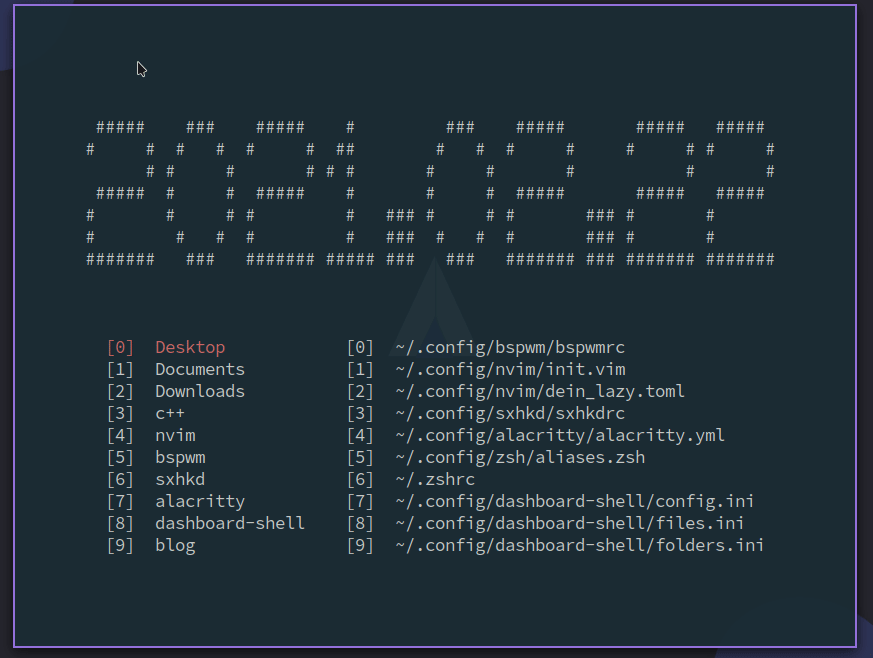 2021.02.22
[0] Desktop [0] ~/.config/bspwm/bspwmrc
[1] Documents [1] ~/.config/nvim/init.vim
[2] Downloads [2] ~/.config/nvim/dein_lazy.toml
[3] c++ [3] ~/.config/sxhkd/sxhkdrc
[4] nvim [4] ~/.config/alacritty/alacritty.yml
[5] bspwm [5] ~/.config/zsh/aliases.zsh
[6] sxhkd [6] ~/.zshrc
[7] alacritty [7] ~/.config/dashboard-shell/config.ini
[8] dashboard-shell [8] ~/.config/dashboard-shell/files.ini
[9] blog [9] ~/.config/dashboard-shell/folders.ini